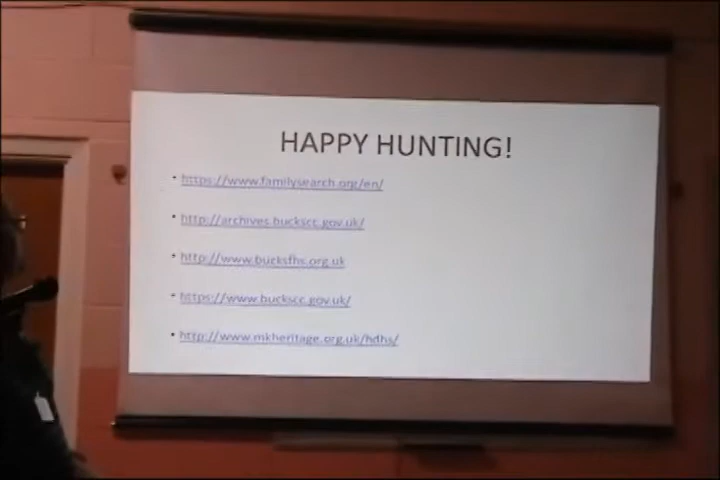 HAPPY HUNTING!
• https://www.familysearch.org/en/
• http://archives.buckscc.gov.uk/
• http://www.bucksfhs.org.uk
• https://www.buckscc.gov.uk/
• http://www.mkheritage.org.uk/hdhs/